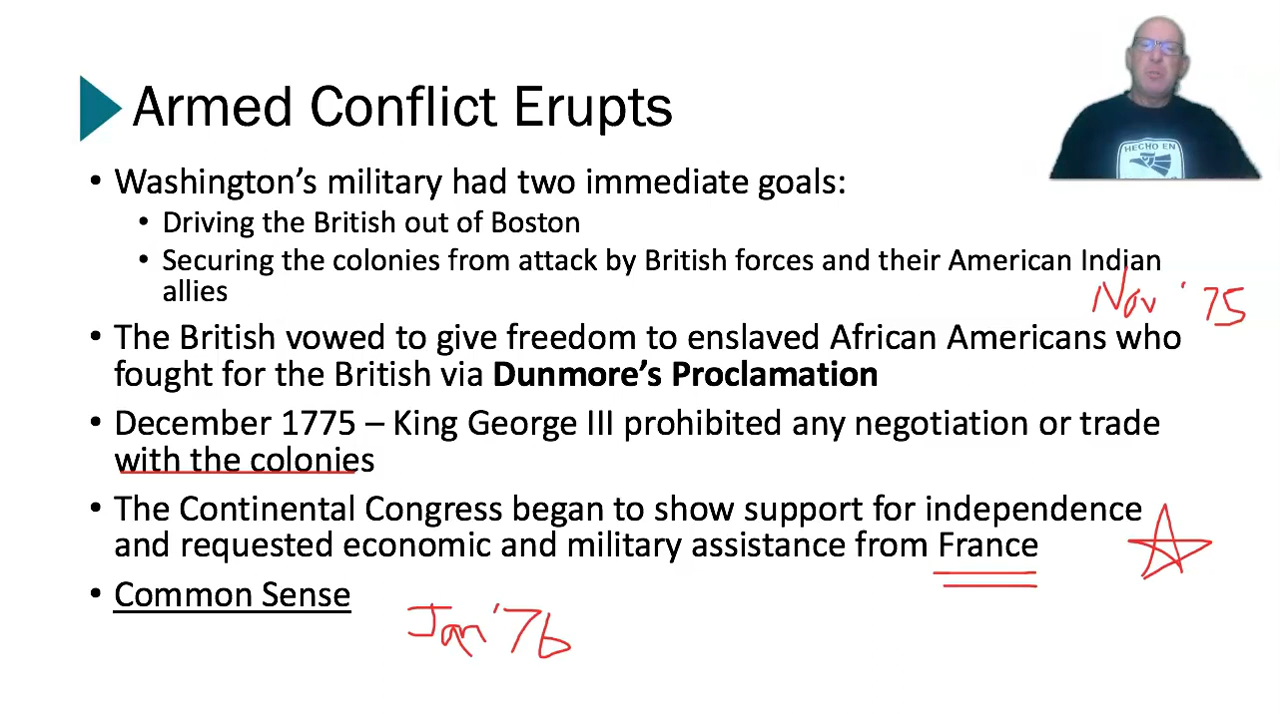 Armed Conflict Erupts
HECHO EN
• Washington's military had two immediate goals:
• Driving the British out of Boston
• Securing the colonies from attack by British forces and their American Indian
allies
Nov '75
• The British vowed to give freedom to enslaved African Americans who
fought for the British via Dunmore's Proclamation
• December 1775 – King George III prohibited any negotiation or trade
with the colonies
• The Continental Congress began to show support for independence
and requested economic and military assistance from France
• Common Sense
Jan '76